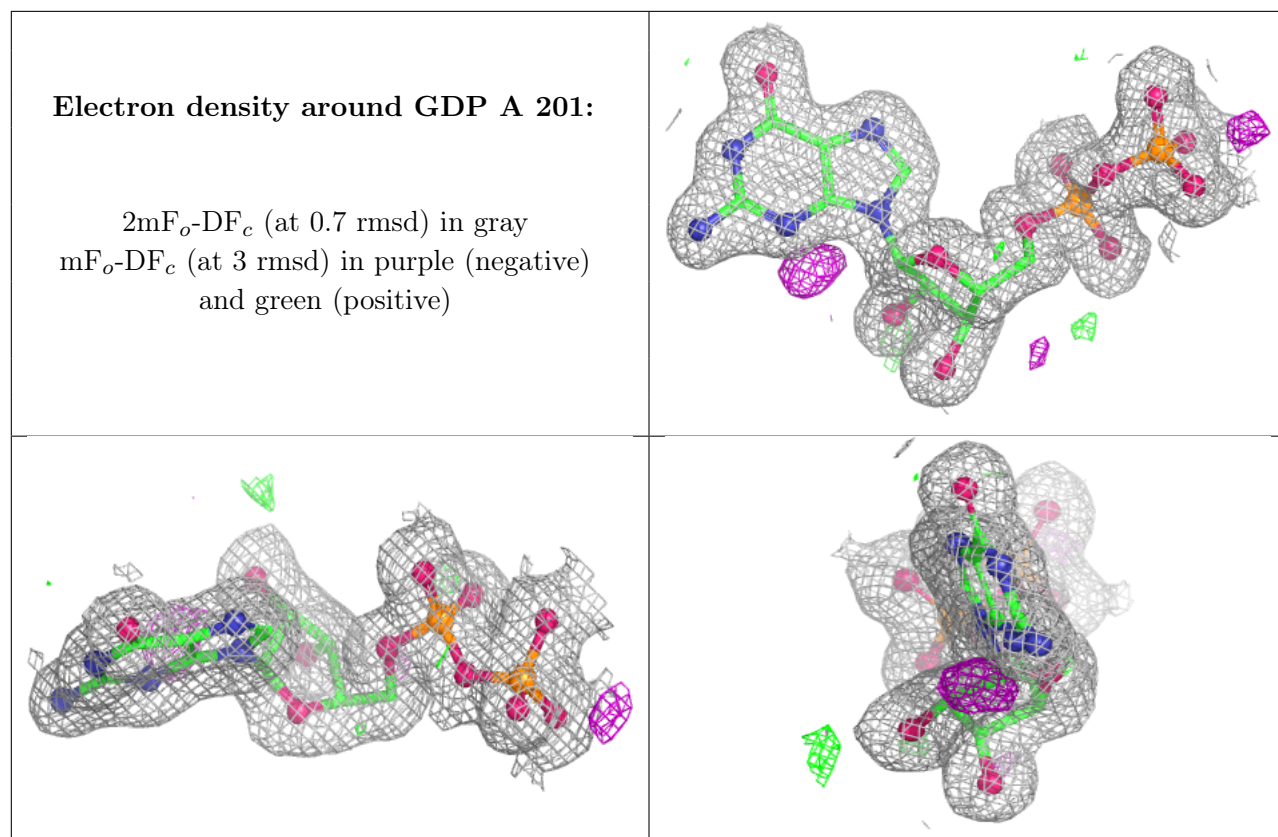 Electron density around GDP A 201:
2mFₒ-DF𝒸 (at 0.7 rmsd) in gray
mFₒ-DF𝒸 (at 3 rmsd) in purple (negative)
and green (positive)